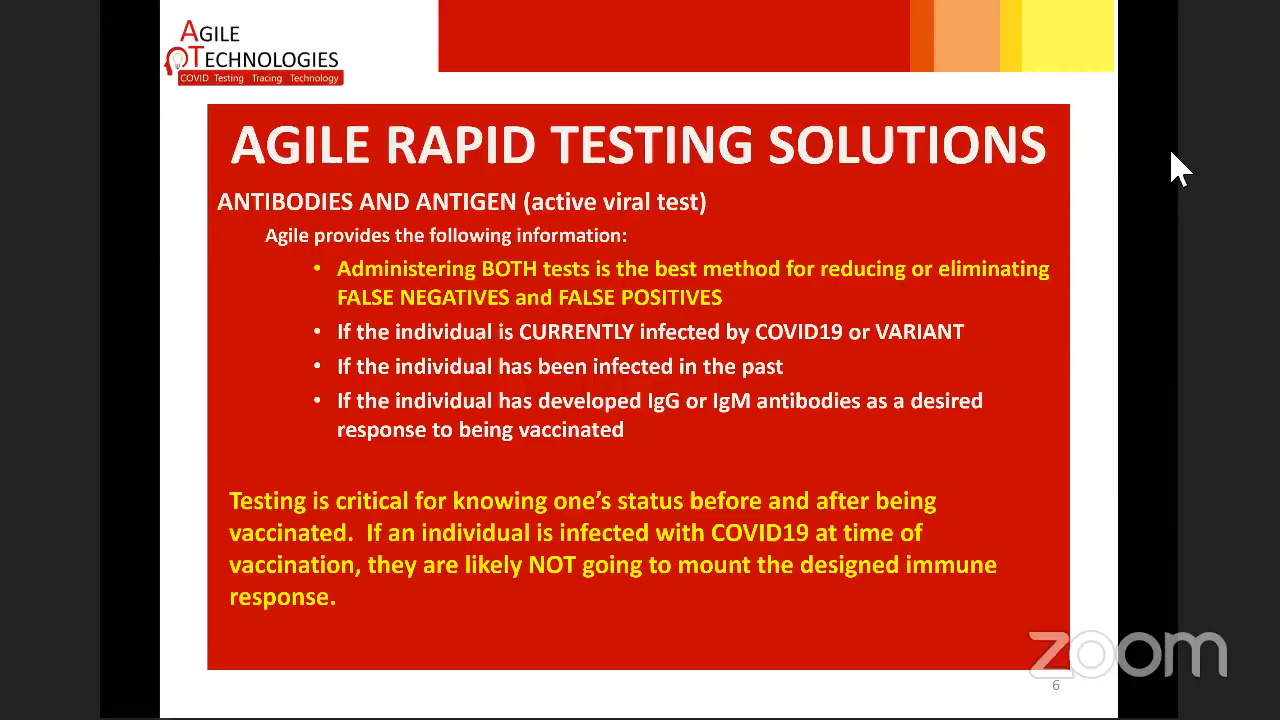 AGILE
TECHNOLOGIES
COVID Testing Tracing Technology
AGILE RAPID TESTING SOLUTIONS
ANTIBODIES AND ANTIGEN (active viral test)
Agile provides the following information:
• Administering BOTH tests is the best method for reducing or eliminating
FALSE NEGATIVES and FALSE POSITIVES
• If the individual is CURRENTLY infected by COVID19 or VARIANT
• If the individual has been infected in the past
• If the individual has developed IgG or IgM antibodies as a desired
response to being vaccinated
Testing is critical for knowing one’s status before and after being
vaccinated.  If an individual is infected with COVID19 at time of
vaccination, they are likely NOT going to mount the designed immune
response.
zoom
6